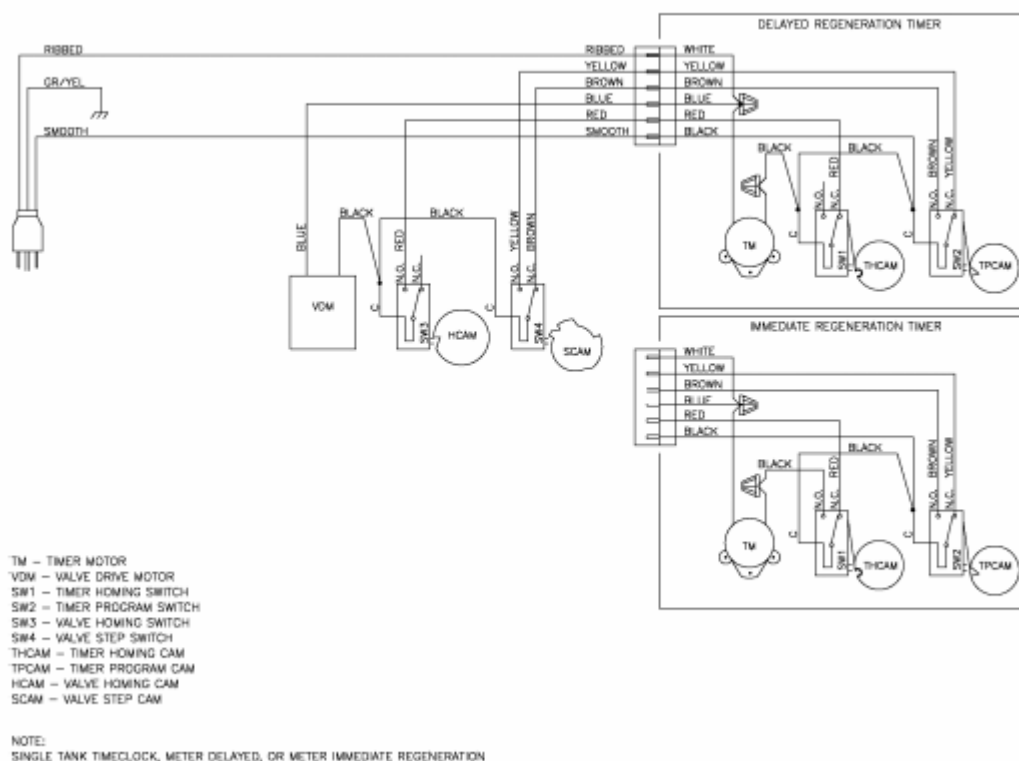 DELAYED REGENERATION TIMER
RIBBED RIBBED WHITE
YELLOW YELLOW
GR/YEL BROWN BROWN
BLUE BLUE
RED RED
SMOOTH SMOOTH BLACK
BLACK BLACK
BROWN YELLOW
RED
N.O. N.C. N.O. N.C.
BLACK BLACK
BLUE RED YELLOW BROWN
N.O. N.C. N.O. N.C.
C C
TM SW1 THCAM SW2 TPCAM
C C
VDM SW3 HCAM SW4 SCAM
IMMEDIATE REGENERATION TIMER
WHITE
YELLOW
BROWN
BLUE
RED
BLACK
BLACK BLACK
RED BROWN YELLOW
N.O. N.C. N.O. N.C.
C C
TM SW1 THCAM SW2 TPCAM
TM – TIMER MOTOR
VDM – VALVE DRIVE MOTOR
SW1 – TIMER HOMING SWITCH
SW2 – TIMER PROGRAM SWITCH
SW3 – VALVE HOMING SWITCH
SW4 – VALVE STEP SWITCH
THCAM – TIMER HOMING CAM
TPCAM – TIMER PROGRAM CAM
HCAM – VALVE HOMING CAM
SCAM – VALVE STEP CAM
NOTE:
SINGLE TANK TIMECLOCK, METER DELAYED, OR METER IMMEDIATE REGENERATION